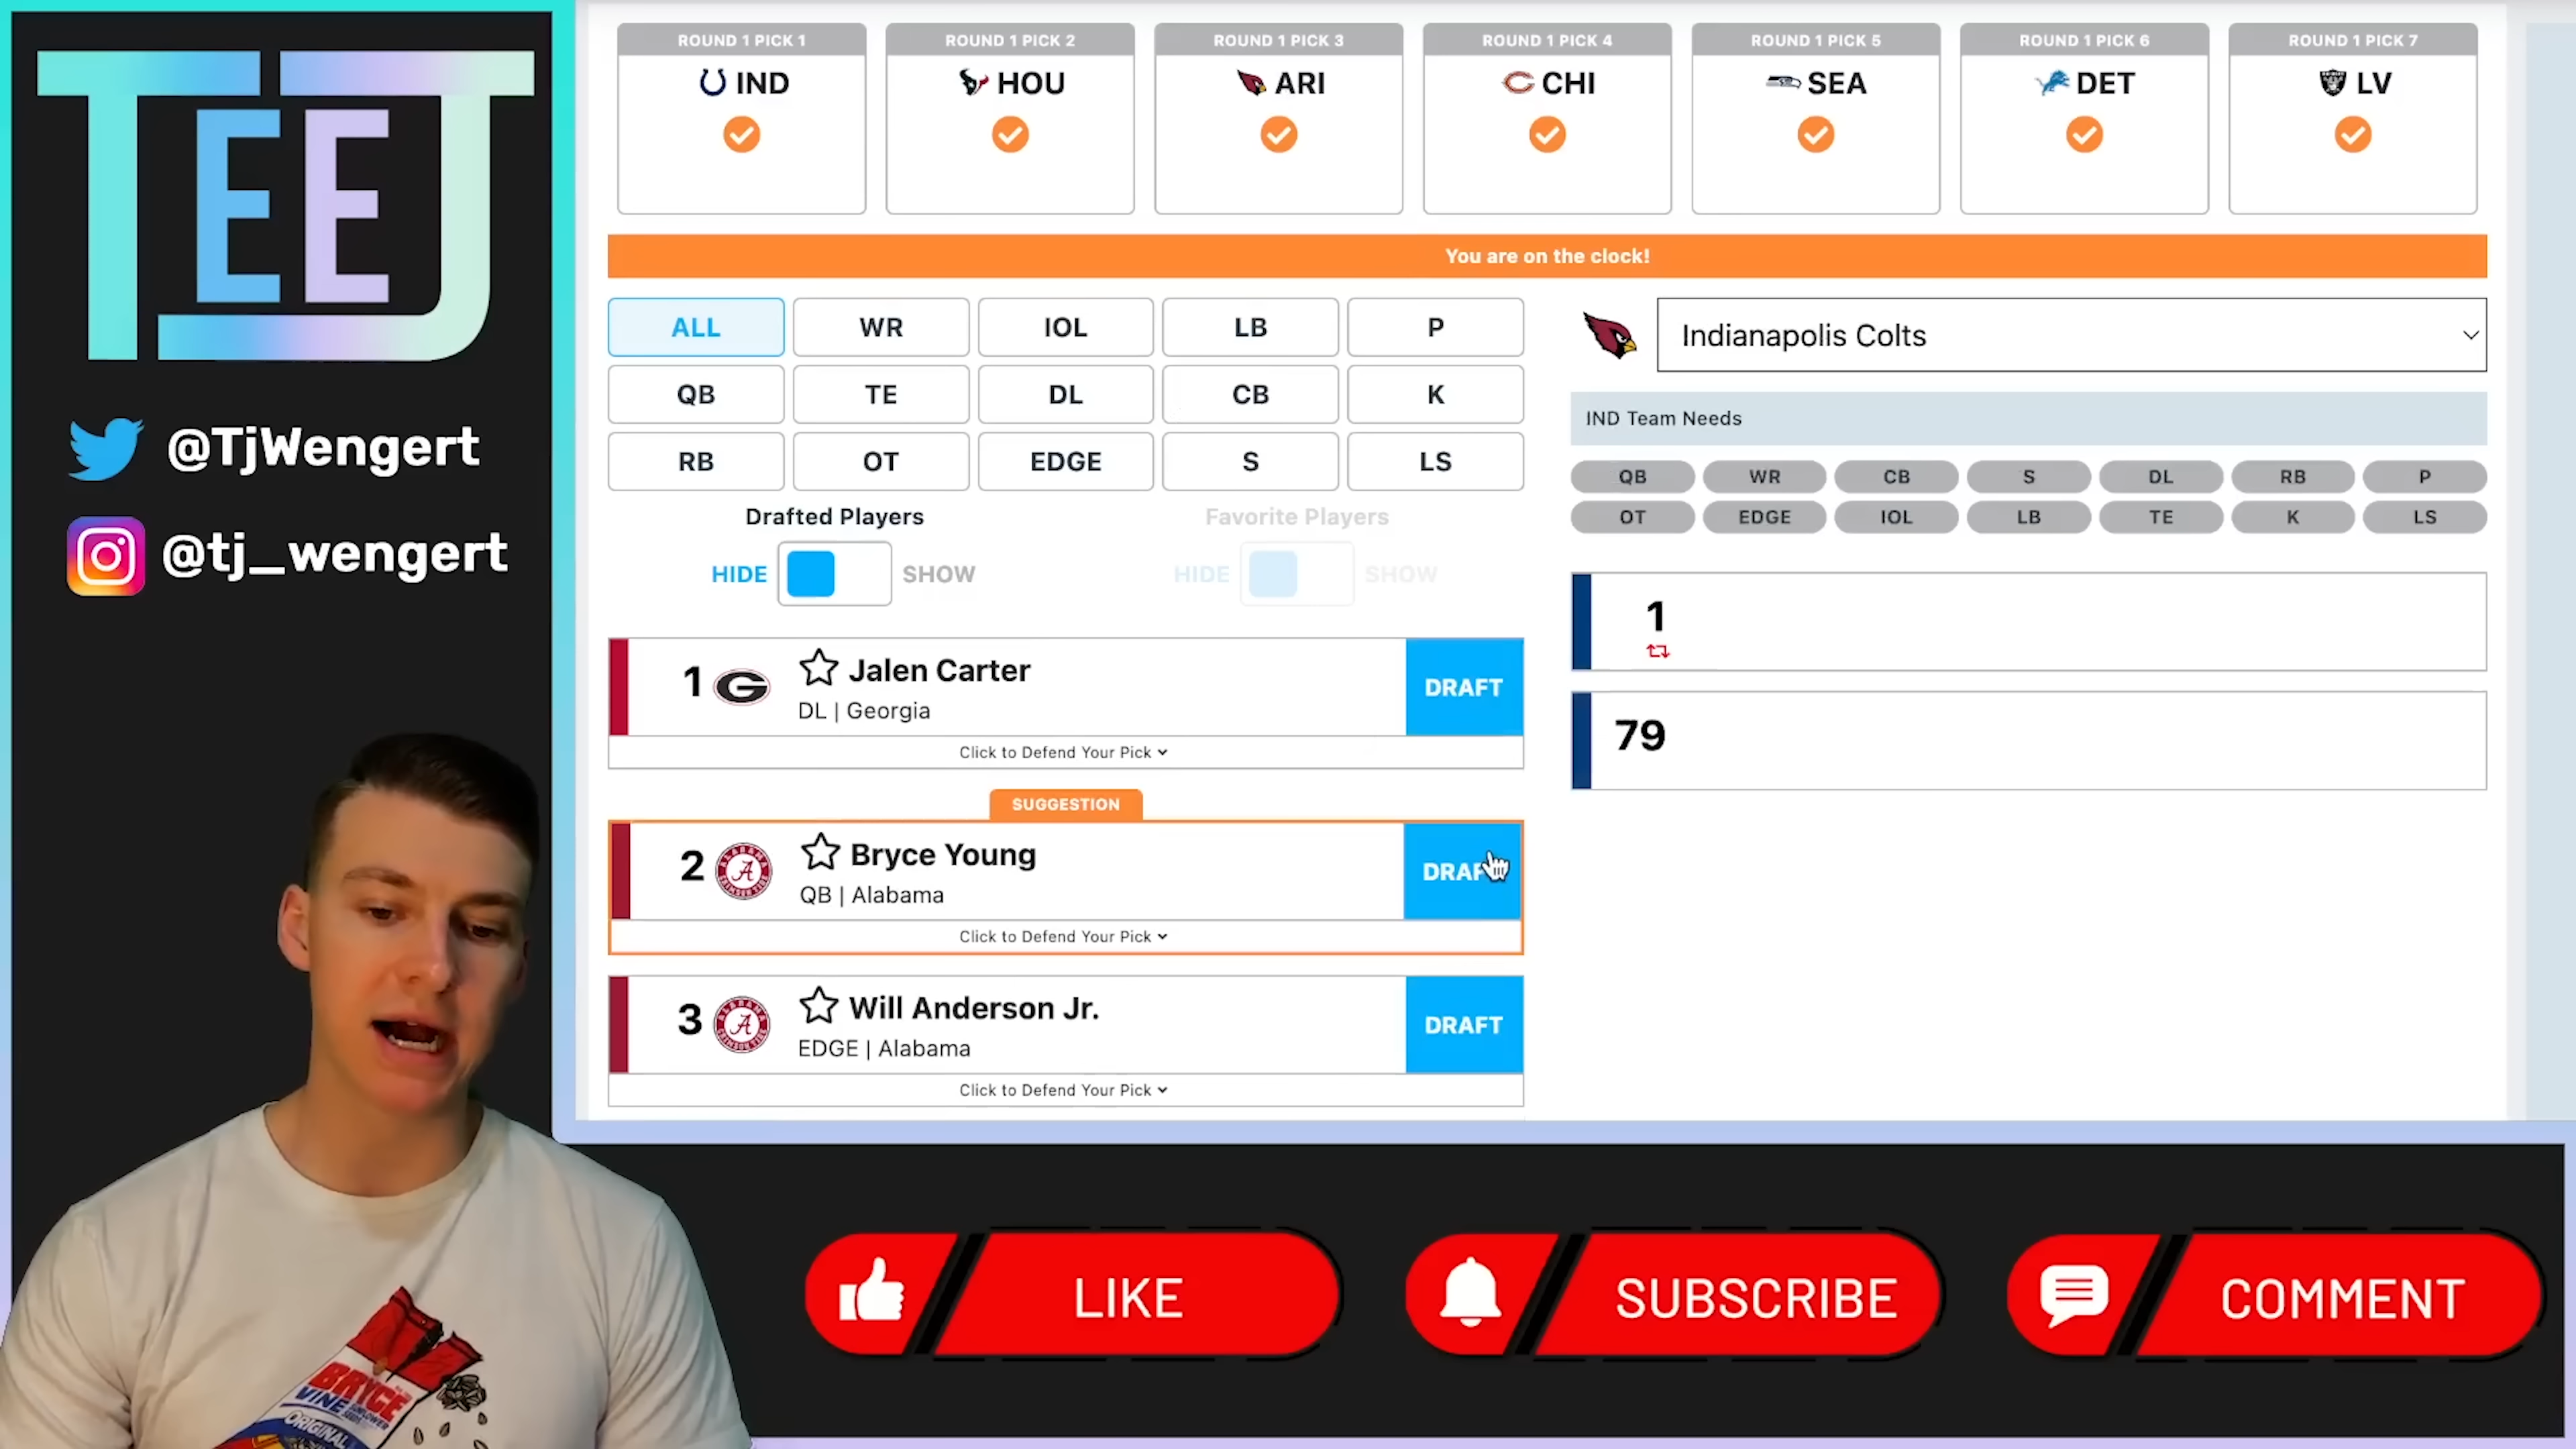 TEEJ
@TjWengert
@tj_wengert
ROUND 1 PICK 1
IND
ROUND 1 PICK 2
HOU
ROUND 1 PICK 3
ARI
ROUND 1 PICK 4
CHI
ROUND 1 PICK 5
SEA
ROUND 1 PICK 6
DET
ROUND 1 PICK 7
LV
You are on the clock!
ALL WR IOL LB P
QB TE DL CB K
RB OT EDGE S LS
Drafted Players
HIDE SHOW
Favorite Players
HIDE SHOW
1 G Jalen Carter
DL | Georgia
DRAFT
Click to Defend Your Pick
SUGGESTION
2 A Bryce Young
QB | Alabama
DRAF
Click to Defend Your Pick
3 A Will Anderson Jr.
EDGE | Alabama
DRAFT
Click to Defend Your Pick
Indianapolis Colts
IND Team Needs
QB WR CB S DL RB P
OT EDGE IOL LB TE K LS
1
79
BRYCE
VINE
ORIGINAL
LIKE
SUBSCRIBE
COMMENT